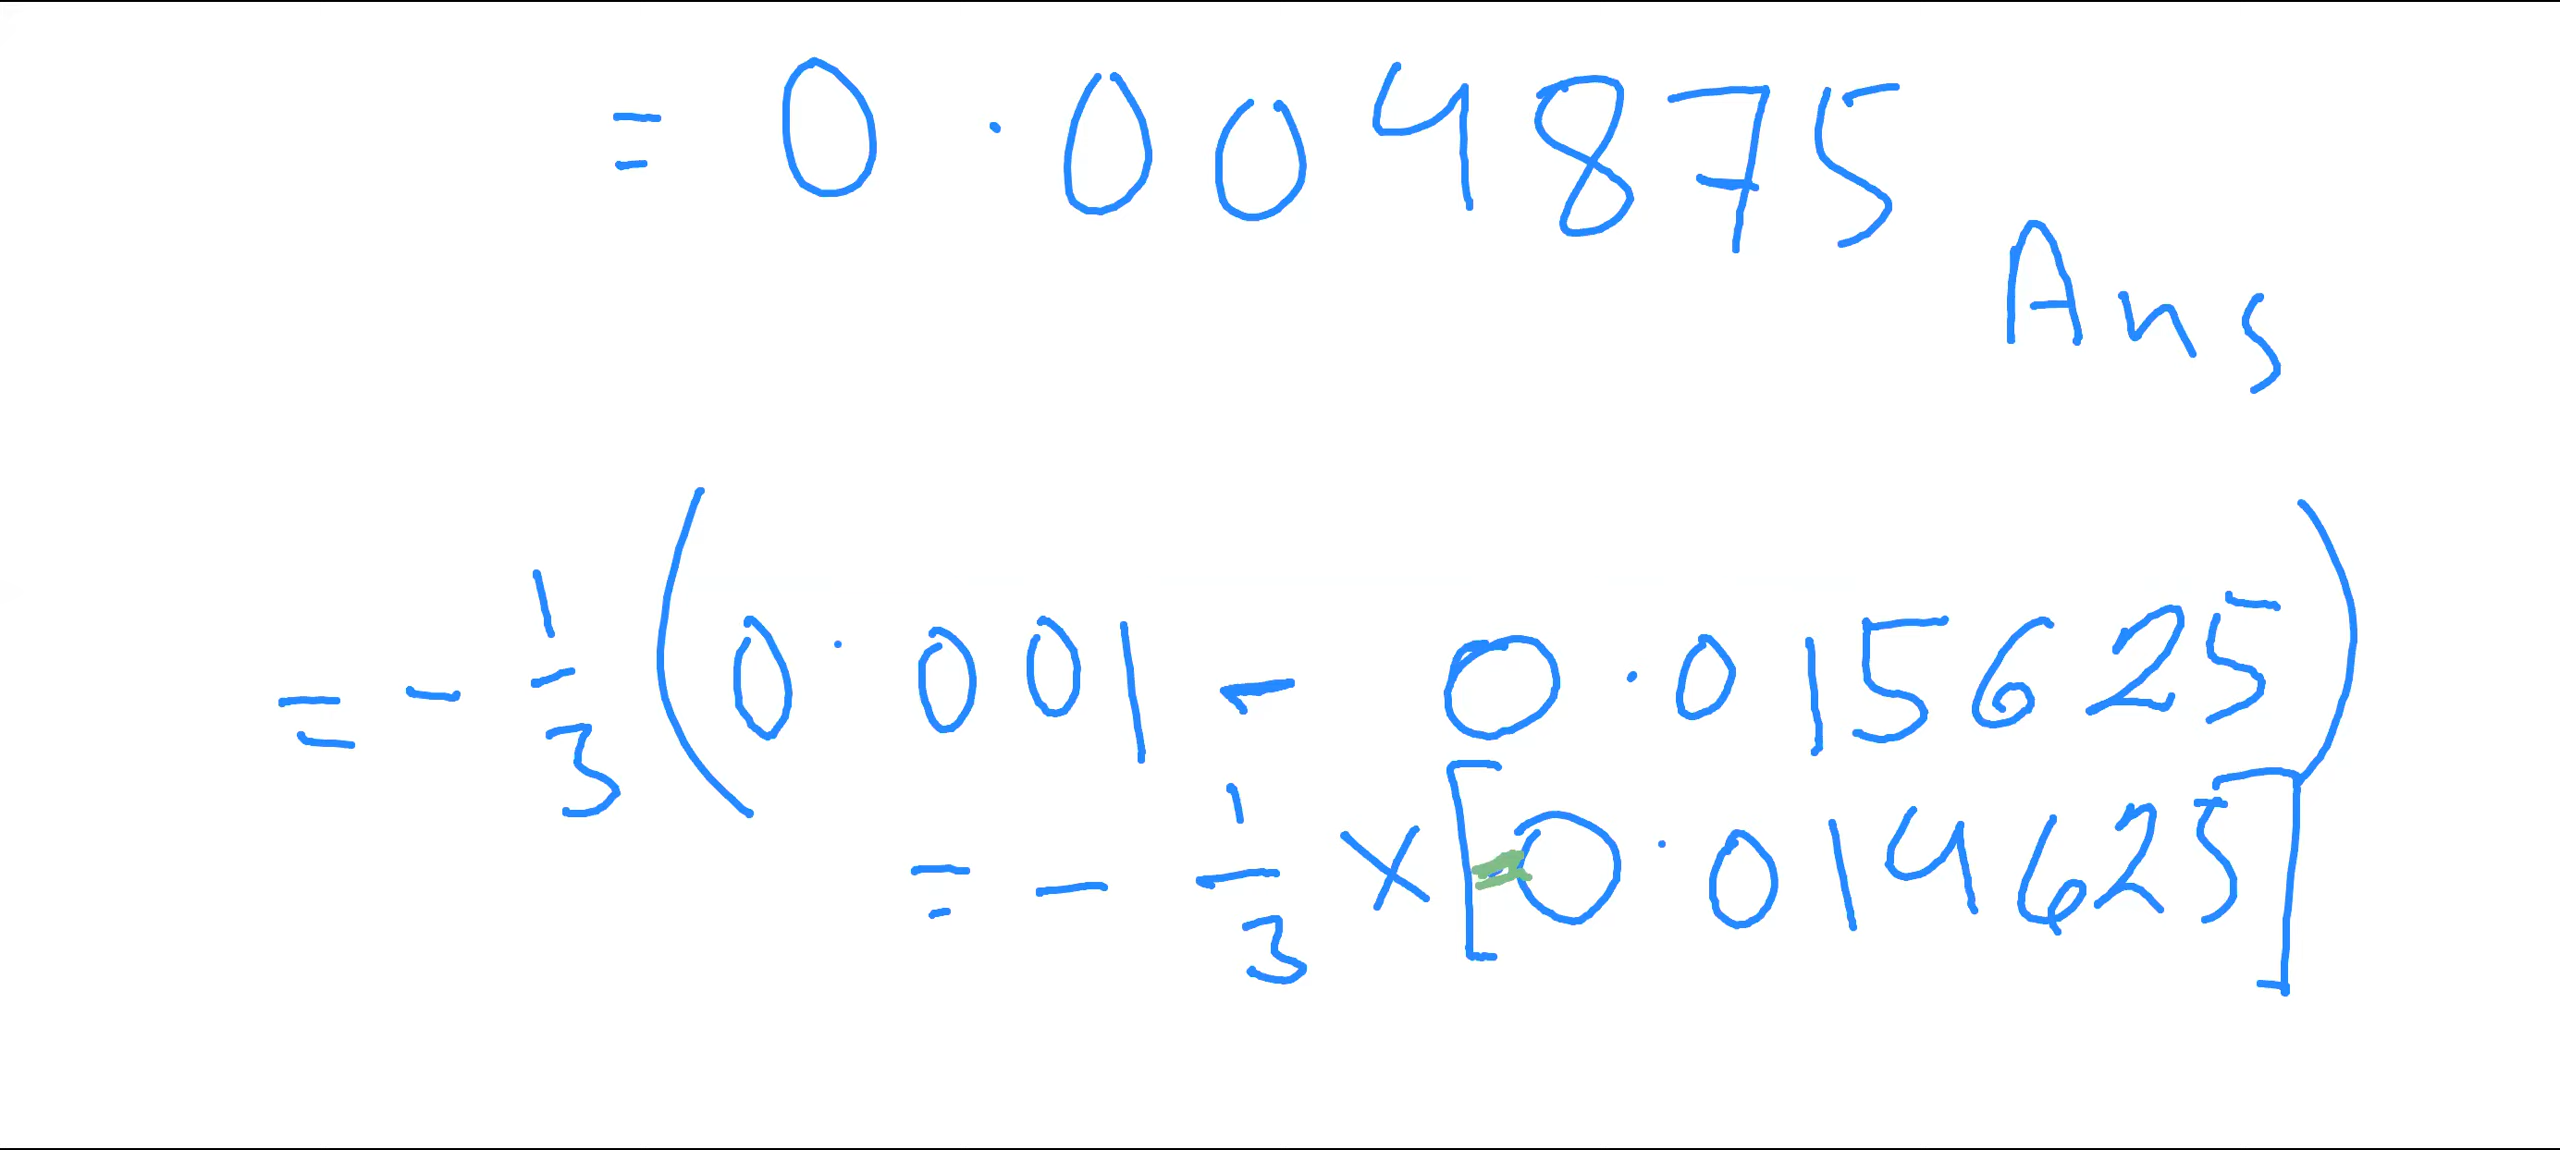 = 0.004875
Ans
= - 1/3 (0.001 - 0.015625)
= - 1/3 × [-0.014625]